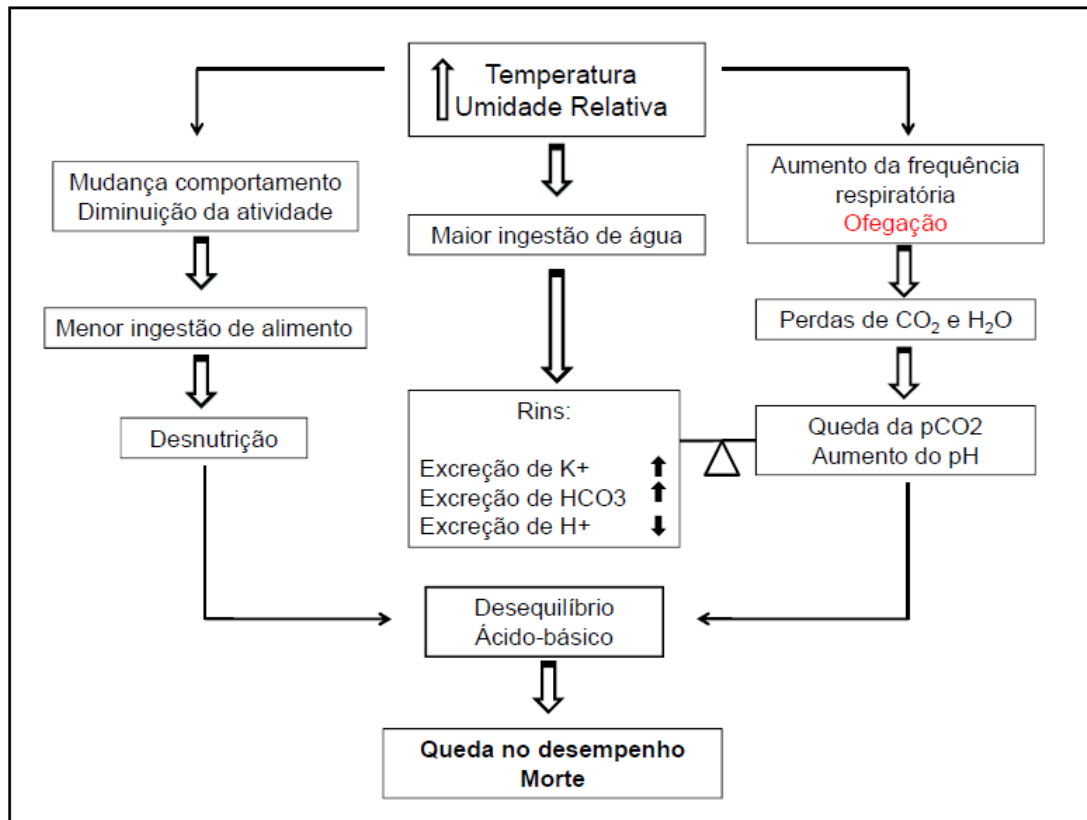 Temperatura
Umidade Relativa
Mudança comportamento
Diminuição da atividade
Menor ingestão de alimento
Desnutrição
Maior ingestão de água
Rins:
Excreção de K+
Excreção de HCO3
Excreção de H+
Aumento da frequência
respiratória
Ofegação
Perdas de CO₂ e H₂O
Queda da pCO2
Aumento do pH
Desequilíbrio
Ácido-básico
Queda no desempenho
Morte